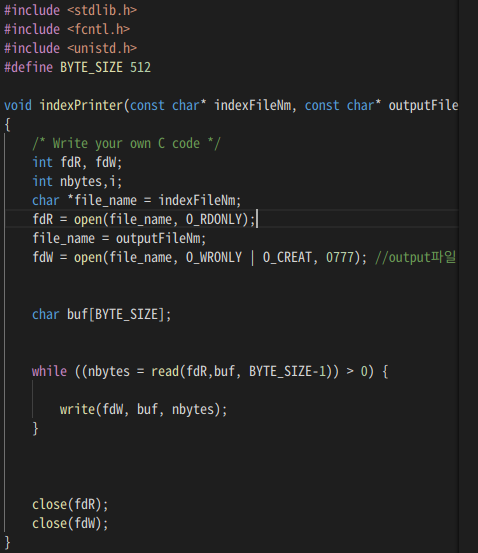 #include <stdlib.h>
#include <fcntl.h>
#include <unistd.h>
#define BYTE_SIZE 512
void indexPrinter(const char* indexFileNm, const char* outputFile
{
/* Write your own C code */
int fdR, fdW;
int nbytes,i;
char *file_name = indexFileNm;
fdR = open(file_name, O_RDONLY);
file_name = outputFileNm;
fdW = open(file_name, O_WRONLY | O_CREAT, 0777); //output파일
char buf[BYTE_SIZE];
while ((nbytes = read(fdR,buf, BYTE_SIZE-1)) > 0) {
write(fdW, buf, nbytes);
}
close(fdR);
close(fdW);
}